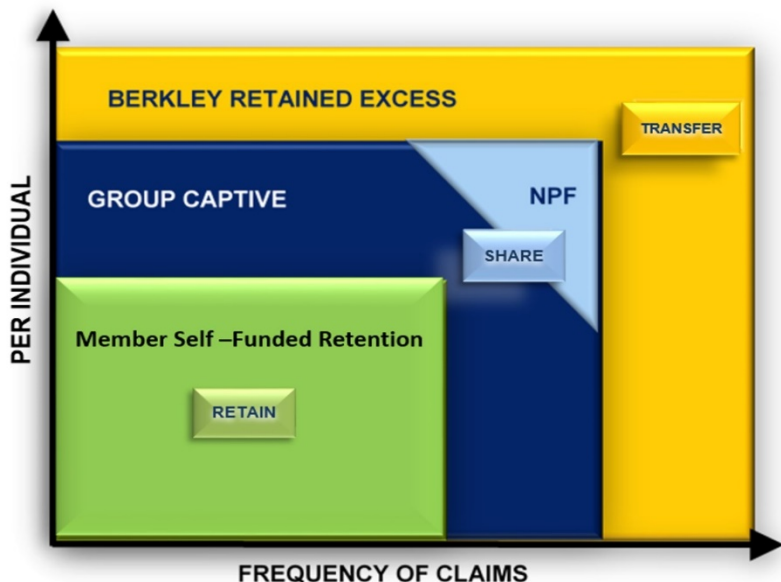 BERKLEY RETAINED EXCESS
TRANSFER
GROUP CAPTIVE
NPF
SHARE
Member Self –Funded Retention
RETAIN
PER INDIVIDUAL
FREQUENCY OF CLAIMS